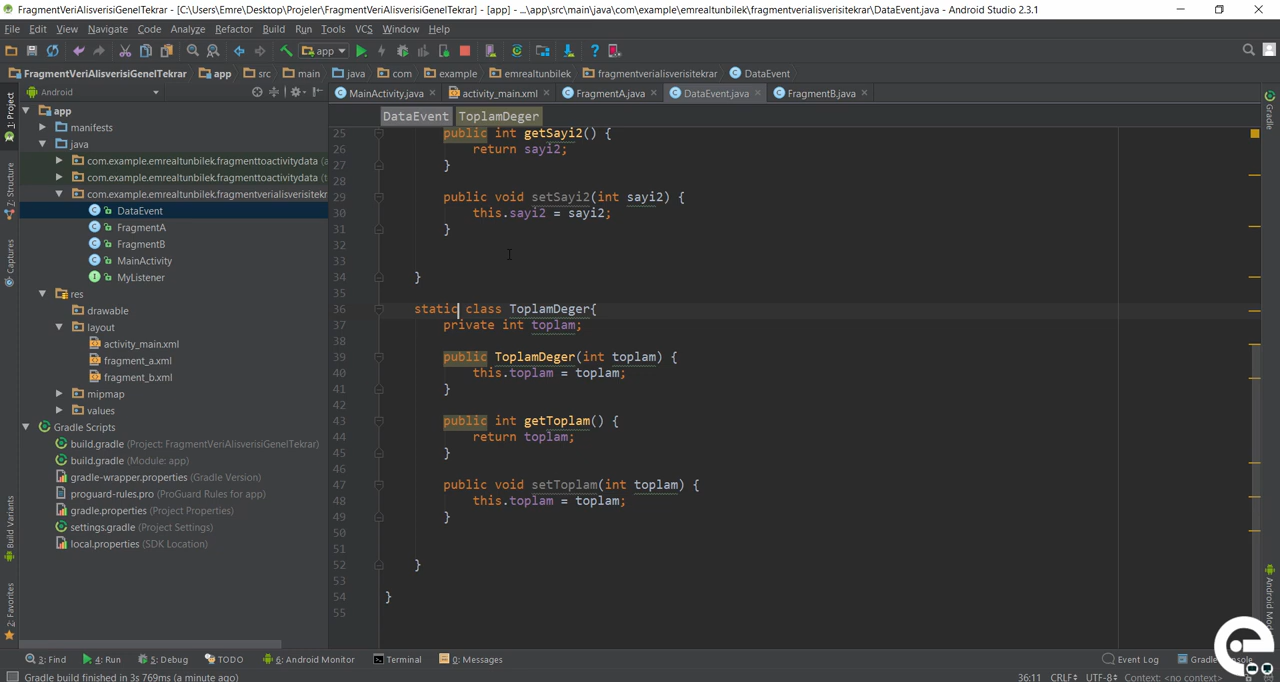 FragmentVeriAlisverisiGenelTekrar - [C:\Users\Emre\Desktop\Projeler\FragmentVeriAlisverisiGenelTekrar] - [app] - ...\app\src\main\java\com\example\emrealtunbilek\fragmentverialisverisitekrar\DataEvent.java - Android Studio 2.3.1
File Edit View Navigate Code Analyze Refactor Build Run Tools VCS Window Help
app
FragmentVeriAlisverisiGenelTekrar app src main java com example emrealtunbilek fragmentverialisverisitekrar DataEvent
Android
MainActivity.java activity_main.xml FragmentA.java DataEvent.java FragmentB.java
1: Project
Z: Structure
Captures
Build Variants
2: Favorites
app
manifests
java
com.example.emrealtunbilek.fragmenttoactivitydata (a
com.example.emrealtunbilek.fragmenttoactivitydata (t
com.example.emrealtunbilek.fragmentverialisverisitekr
DataEvent
FragmentA
FragmentB
MainActivity
MyListener
res
drawable
layout
activity_main.xml
fragment_a.xml
fragment_b.xml
mipmap
values
Gradle Scripts
build.gradle (Project: FragmentVeriAlisverisiGenelTekrar)
build.gradle (Module: app)
gradle-wrapper.properties (Gradle Version)
proguard-rules.pro (ProGuard Rules for app)
gradle.properties (Project Properties)
settings.gradle (Project Settings)
local.properties (SDK Location)
DataEvent ToplamDeger
25 public int getSayi2() {
26 return sayi2;
27 }
28
29 public void setSayi2(int sayi2) {
30 this.sayi2 = sayi2;
31 }
32
33
34 }
35
36 static class ToplamDeger{
37 private int toplam;
38
39 public ToplamDeger(int toplam) {
40 this.toplam = toplam;
41 }
42
43 public int getToplam() {
44 return toplam;
45 }
46
47 public void setToplam(int toplam) {
48 this.toplam = toplam;
49 }
50
51
52 }
53
54 }
55
Gradle
3: Find 4: Run 5: Debug TODO 6: Android Monitor Terminal 0: Messages Event Log
Gradle build finished in 3s 769ms (a minute ago) 36:11 CRLF UTF-8 Context: <no context>